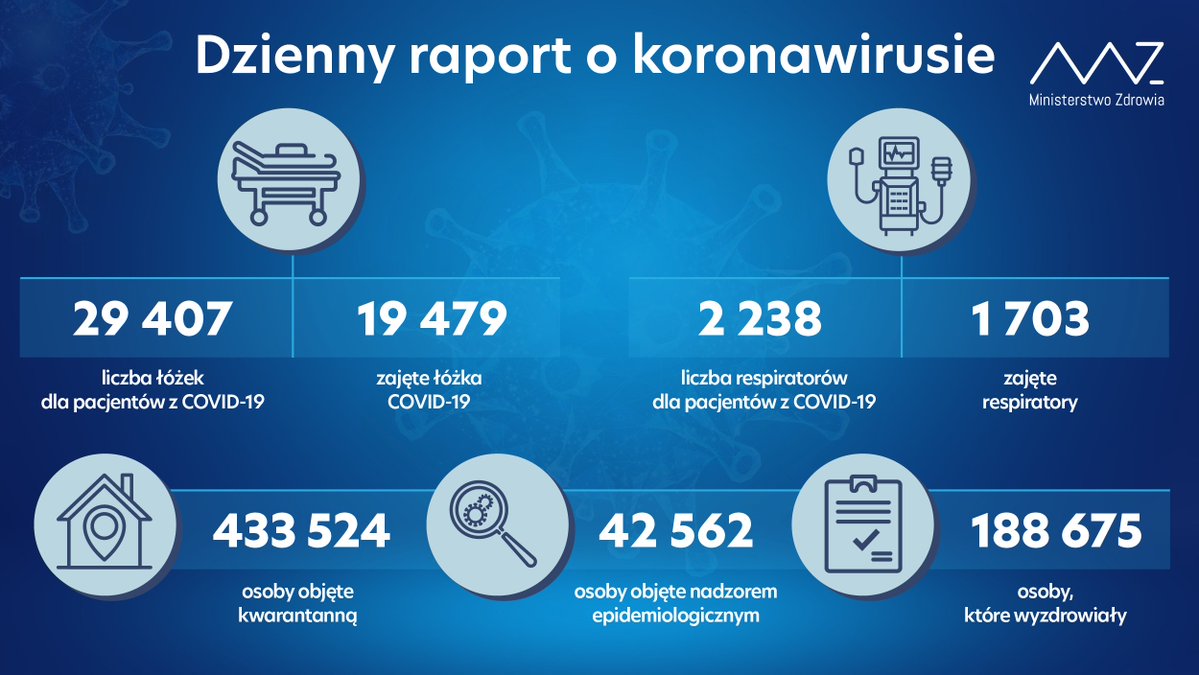 Dzienny raport o koronawirusie
Ministerstwo Zdrowia
29 407
liczba łóżek
dla pacjentów z COVID-19
19 479
zajęte łóżka
COVID-19
2 238
liczba respiratorów
dla pacjentów z COVID-19
1 703
zajęte
respiratory
433 524
osoby objęte
kwarantanną
42 562
osoby objęte nadzorem
epidemiologicznym
188 675
osoby,
które wyzdrowiały